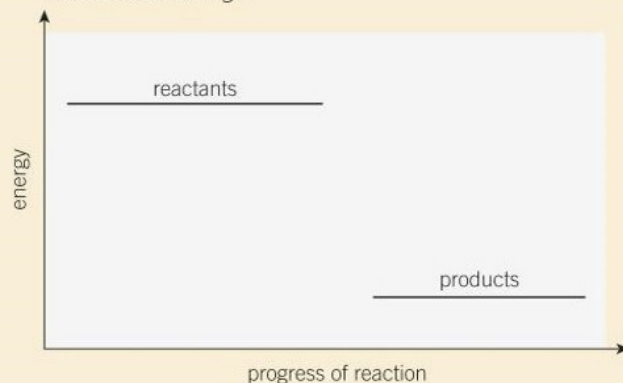 reactants
energy
products
progress of reaction